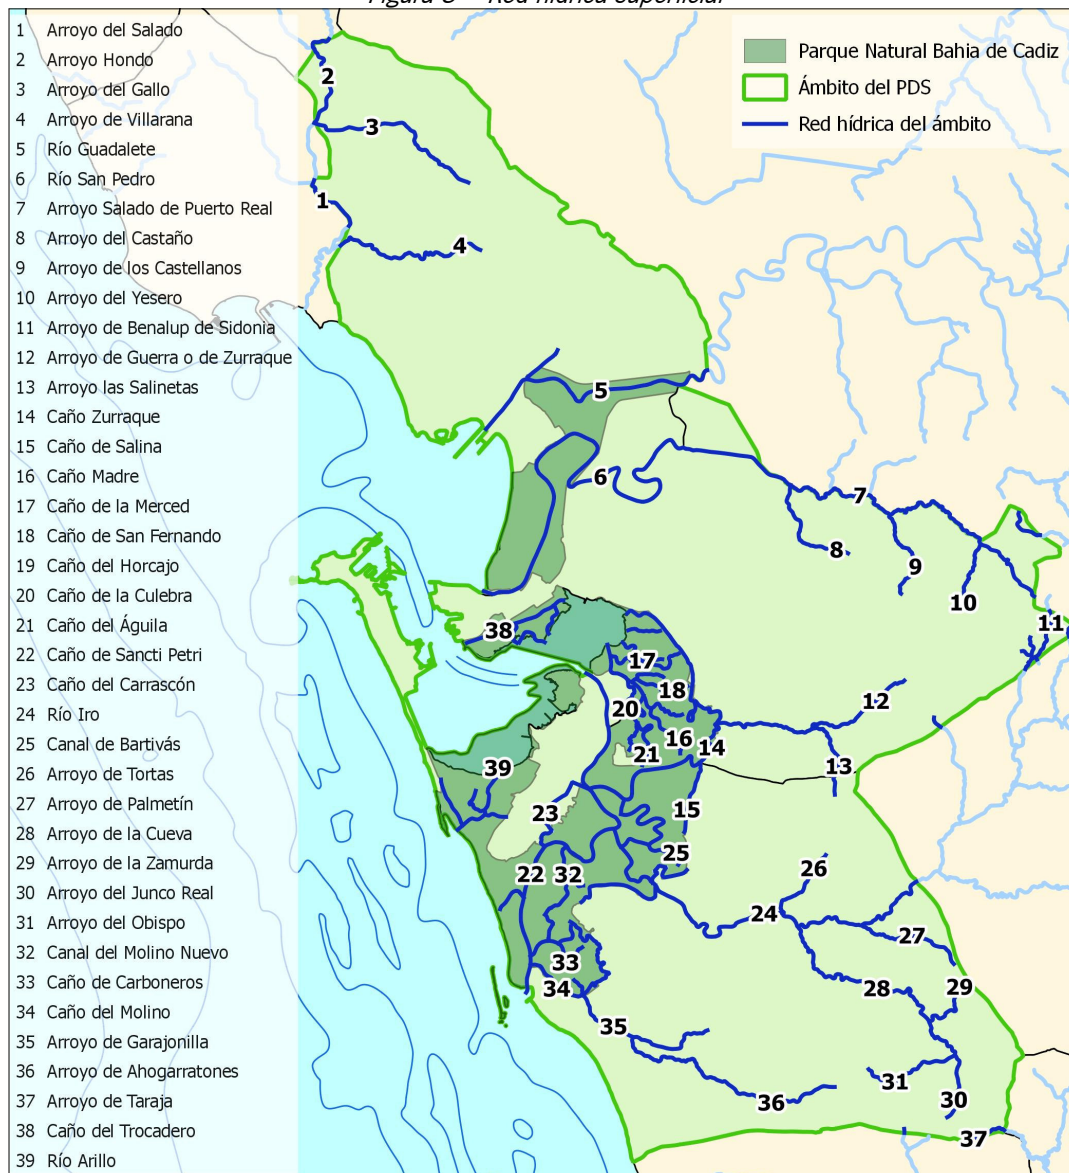 Figura 3 - Red hídrica superficial
1 Arroyo del Salado
2 Arroyo Hondo
3 Arroyo del Gallo
4 Arroyo de Villarana
5 Río Guadalete
6 Río San Pedro
7 Arroyo Salado de Puerto Real
8 Arroyo del Castaño
9 Arroyo de los Castellanos
10 Arroyo del Yesero
11 Arroyo de Benalup de Sidonia
12 Arroyo de Guerra o de Zurraque
13 Arroyo las Salinetas
14 Caño Zurraque
15 Caño de Salina
16 Caño Madre
17 Caño de la Merced
18 Caño de San Fernando
19 Caño del Horcajo
20 Caño de la Culebra
21 Caño del Águila
22 Caño de Sancti Petri
23 Caño del Carrascón
24 Río Iro
25 Canal de Bartivás
26 Arroyo de Tortas
27 Arroyo de Palmetín
28 Arroyo de la Cueva
29 Arroyo de la Zamurda
30 Arroyo del Junco Real
31 Arroyo del Obispo
32 Canal del Molino Nuevo
33 Caño de Carboneros
34 Caño del Molino
35 Arroyo de Garajonilla
36 Arroyo de Ahogarratones
37 Arroyo de Taraja
38 Caño del Trocadero
39 Río Arillo
Parque Natural Bahia de Cadiz
Ámbito del PDS
Red hídrica del ámbito
2
3
1
4
5
6
7
8
9
10
11
38
17
18
12
20
16
14
21
13
39
23
15
25
22
32
26
24
27
33
34
28
29
35
31
36
30
37